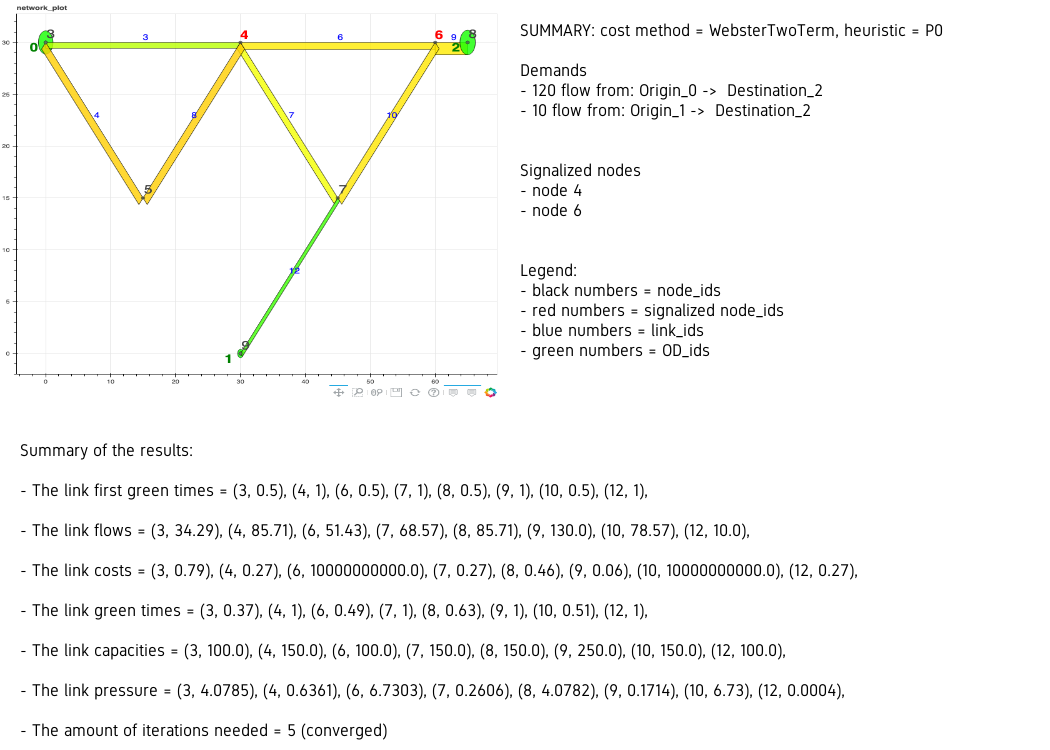 network_plot
SUMMARY: cost method = WebsterTwoTerm, heuristic = P0
Demands
- 120 flow from: Origin_0 -> Destination_2
- 10 flow from: Origin_1 -> Destination_2
Signalized nodes
- node 4
- node 6
Legend:
- black numbers = node_ids
- red numbers = signalized node_ids
- blue numbers = link_ids
- green numbers = OD_ids
30
25
20
15
10
5
0
0
10
20
30
40
50
60
3
0
3
4
6
6
9
2
8
4
8
7
10
5
7
12
9
1
Summary of the results:
- The link first green times = (3, 0.5), (4, 1), (6, 0.5), (7, 1), (8, 0.5), (9, 1), (10, 0.5), (12, 1),
- The link flows = (3, 34.29), (4, 85.71), (6, 51.43), (7, 68.57), (8, 85.71), (9, 130.0), (10, 78.57), (12, 10.0),
- The link costs = (3, 0.79), (4, 0.27), (6, 10000000000.0), (7, 0.27), (8, 0.46), (9, 0.06), (10, 10000000000.0), (12, 0.27),
- The link green times = (3, 0.37), (4, 1), (6, 0.49), (7, 1), (8, 0.63), (9, 1), (10, 0.51), (12, 1),
- The link capacities = (3, 100.0), (4, 150.0), (6, 100.0), (7, 150.0), (8, 150.0), (9, 250.0), (10, 150.0), (12, 100.0),
- The link pressure = (3, 4.0785), (4, 0.6361), (6, 6.7303), (7, 0.2606), (8, 4.0782), (9, 0.1714), (10, 6.73), (12, 0.0004),
- The amount of iterations needed = 5 (converged)